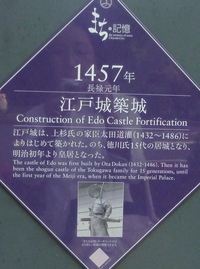 まちの記憶
1457年
長禄元年
江戸城築城
Construction of Edo Castle Fortification
江戸城は、上杉氏の家臣太田道灌(1432〜1486)に
よりはじめて築かれた。のち、徳川氏15代の居城となり、
明治初年より皇居となった。
The castle of Edo was first built by Ota Dokan (1432-1486). Then it had
been the shogun castle of the Tokugawa family for 15 generations, until
the first year of the Meiji era, when it became the Imperial Palace.